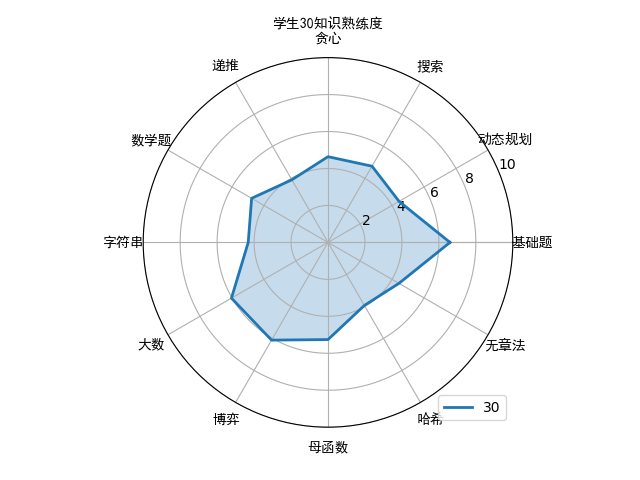 学生30知识熟练度
贪心
递推
搜索
数学题
动态规划
10
8
6
4
2
字符串
基础题
大数
无章法
博弈
哈希
30
母函数